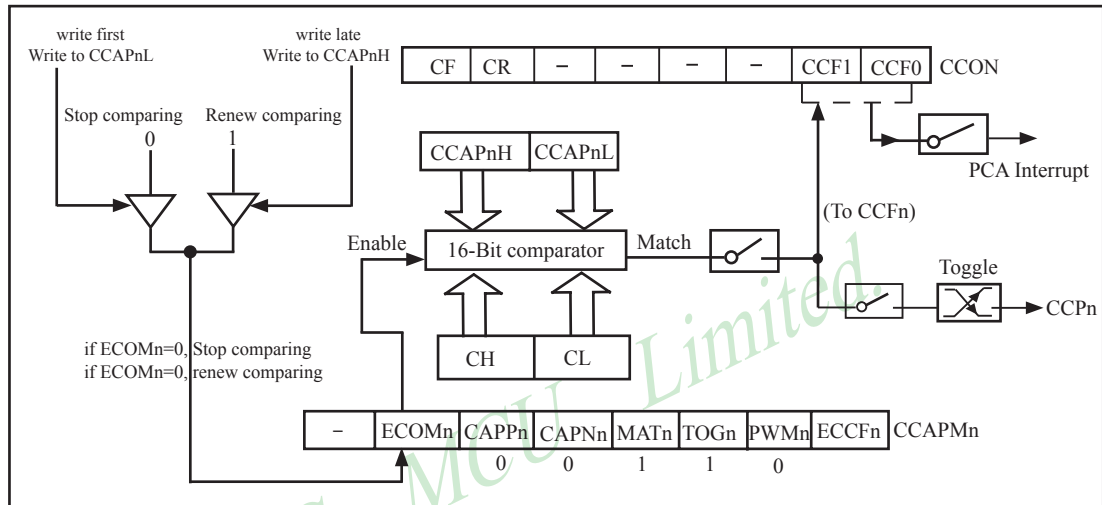 write first
Write to CCAPnL
write late
Write to CCAPnH
CF CR – – – – CCF1 CCF0 CCON
Stop comparing
0
Renew comparing
1
CCAPnH CCAPnL
PCA Interrupt
(To CCFn)
Enable
16-Bit comparator
Match
Toggle
CCPn
CH CL
if ECOMn=0, Stop comparing
if ECOMn=0, renew comparing
– ECOMn CAPPn CAPNn MATn TOGn PWMn ECCFn CCAPMn
0 0 1 1 0
MCU Limited.